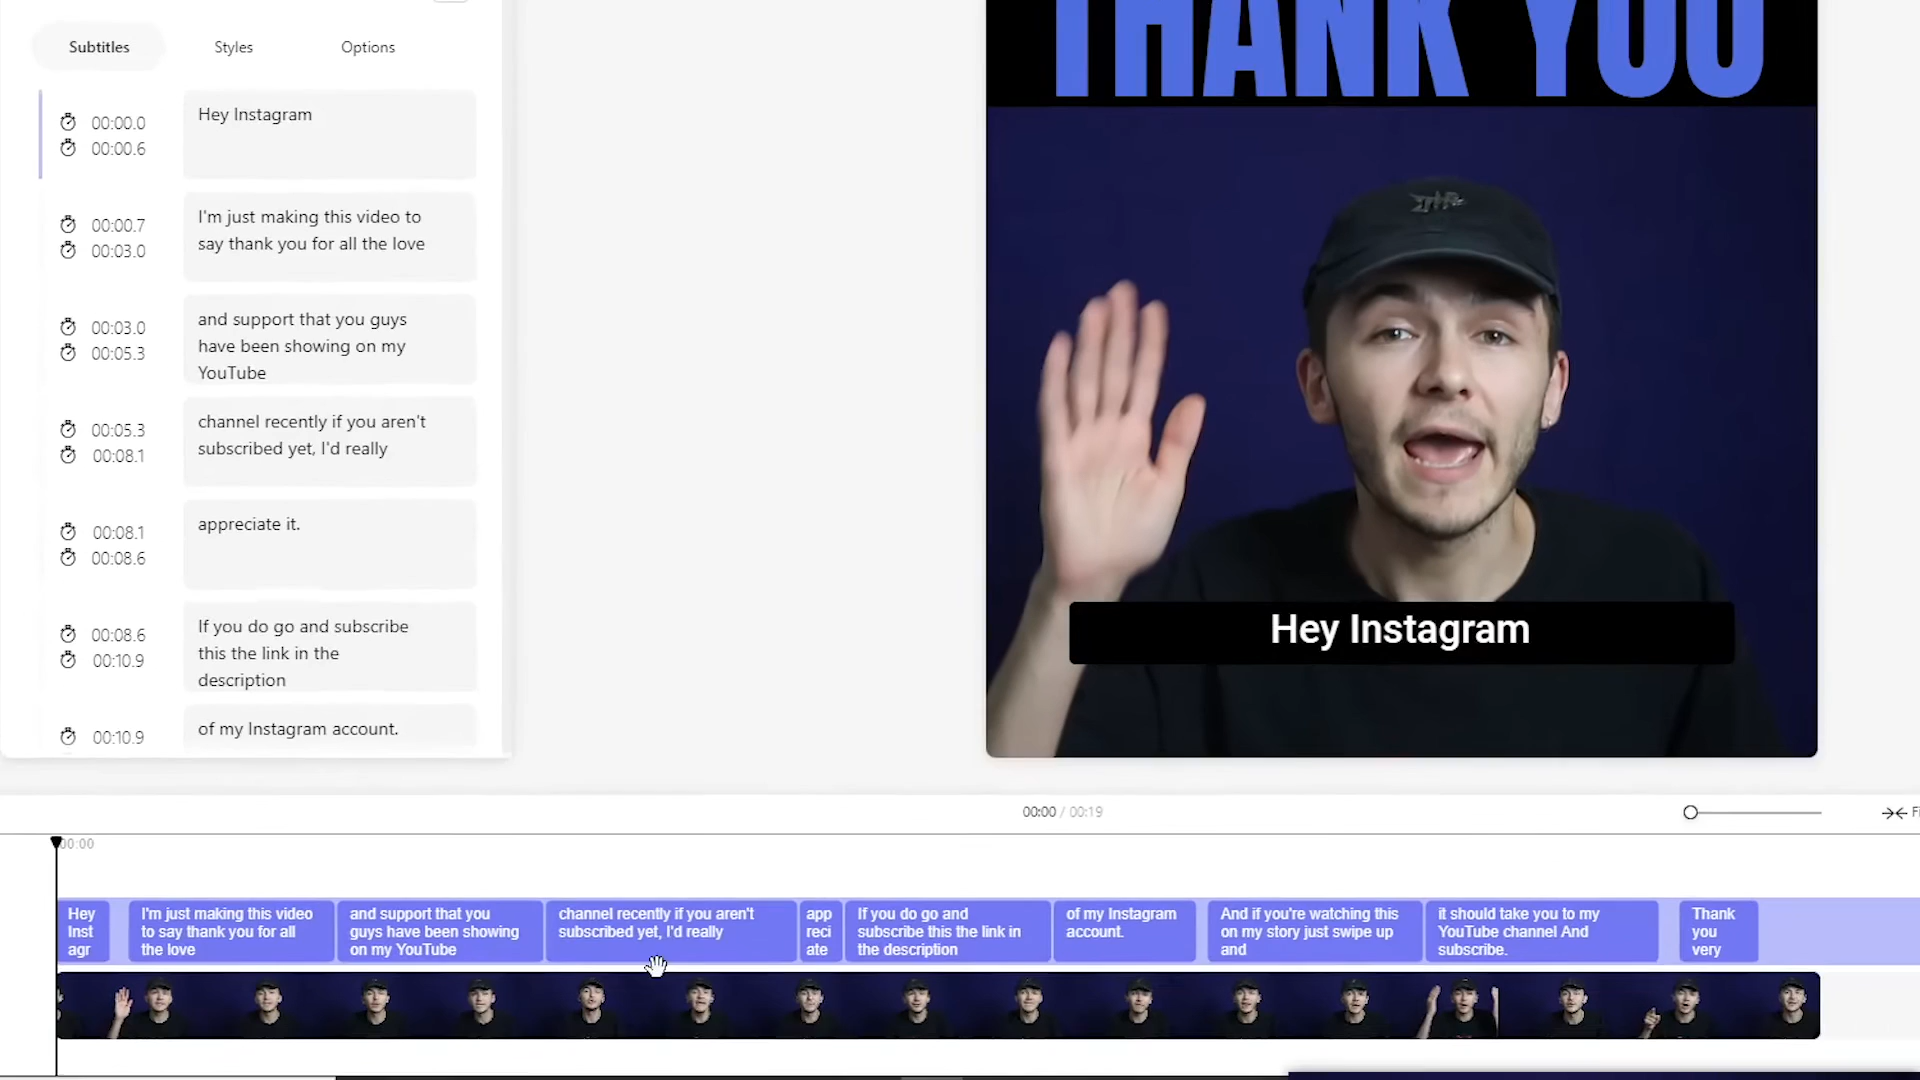 Subtitles
Styles
Options
00:00.0
00:00.6
Hey Instagram
00:00.7
00:03.0
I'm just making this video to
say thank you for all the love
00:03.0
00:05.3
and support that you guys
have been showing on my
YouTube
00:05.3
00:08.1
channel recently if you aren't
subscribed yet, I'd really
00:08.1
00:08.6
appreciate it.
00:08.6
00:10.9
If you do go and subscribe
this the link in the
description
00:10.9
of my Instagram account.
THANK YOU
Hey Instagram
00:00 / 00:19
00:00
Hey
Inst
agr
I'm just making this video
to say thank you for all
the love
and support that you
guys have been showing
on my YouTube
channel recently if you aren't
subscribed yet, I'd really
app
reci
ate
If you do go and
subscribe this the link in
the description
of my Instagram
account.
And if you're watching this
on my story just swipe up
and
it should take you to my
YouTube channel And
subscribe.
Thank
you
very